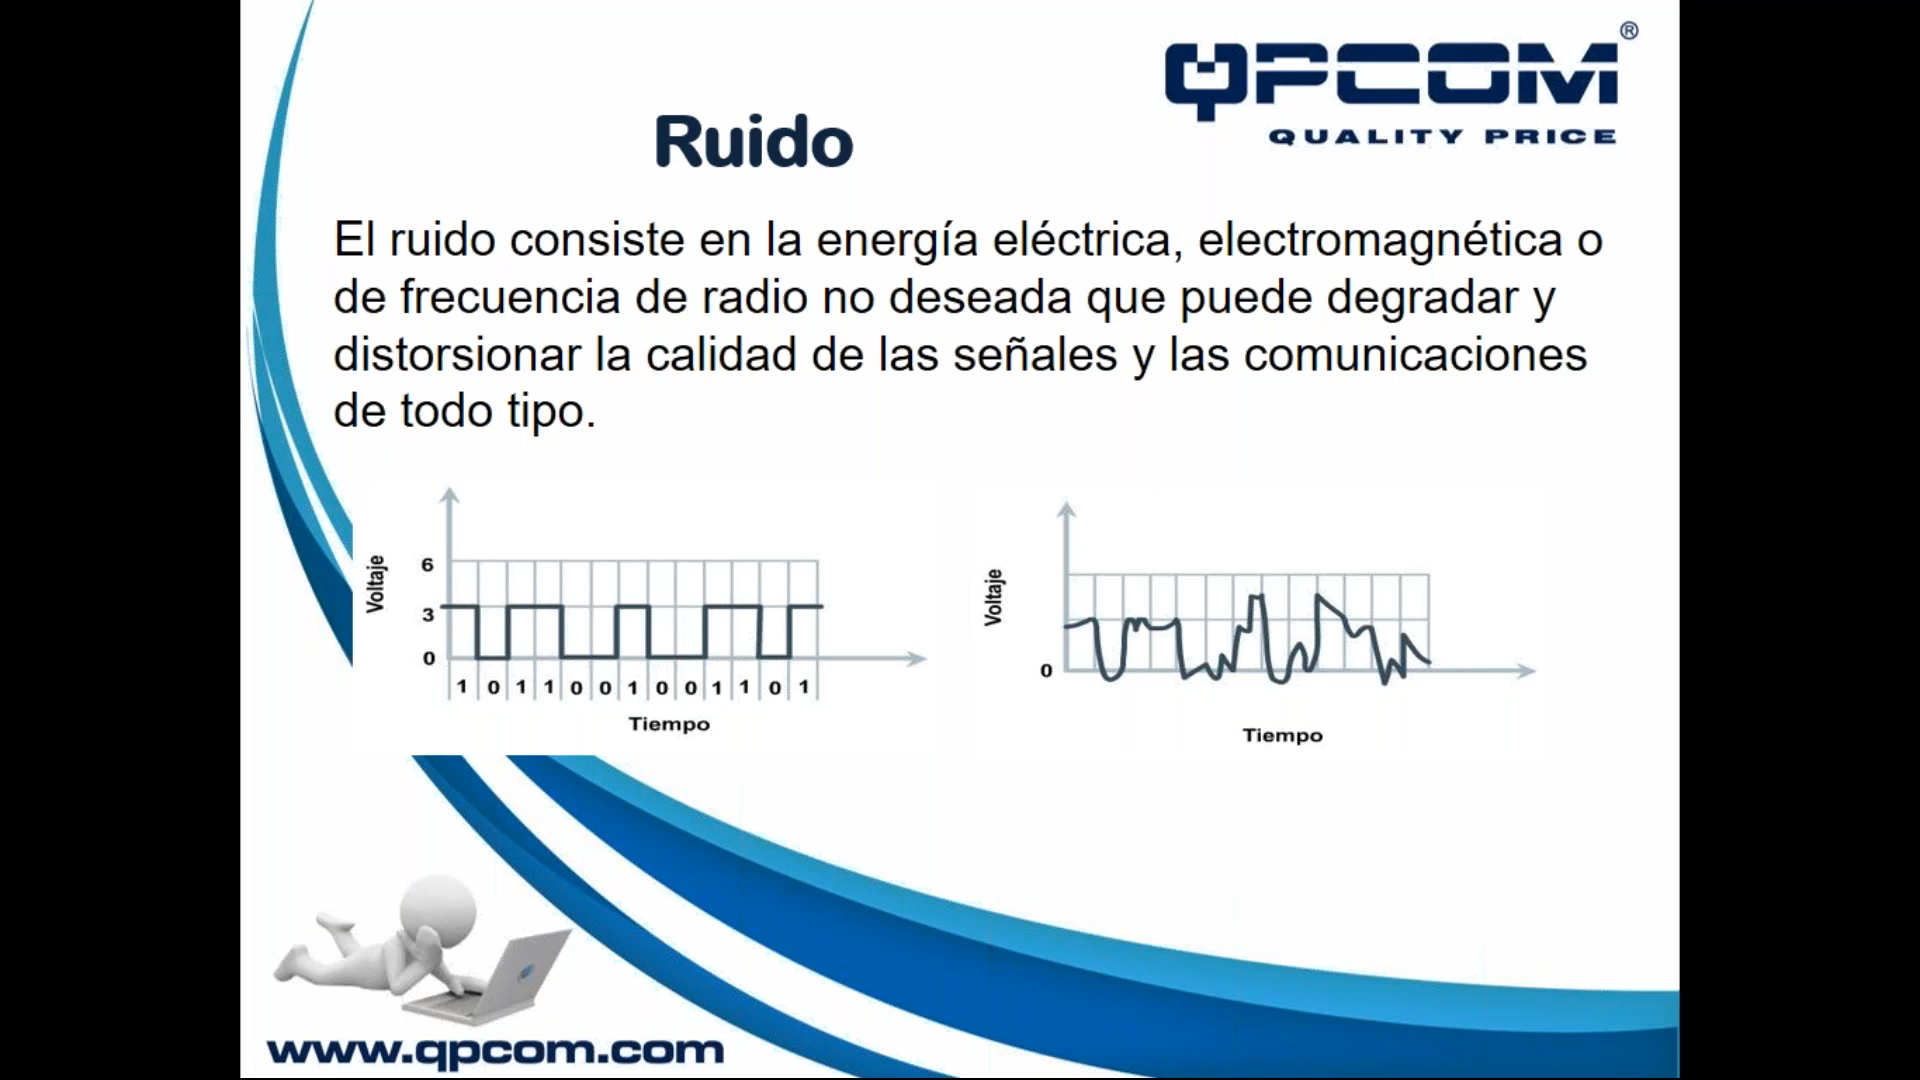 QPCOM®
QUALITY PRICE
Ruido
El ruido consiste en la energía eléctrica, electromagnética o
de frecuencia de radio no deseada que puede degradar y
distorsionar la calidad de las señales y las comunicaciones
de todo tipo.
Voltaje
6
3
0
1 0 1 1 0 0 1 0 0 1 1 0 1
Tiempo
Voltaje
0
Tiempo
www.qpcom.com